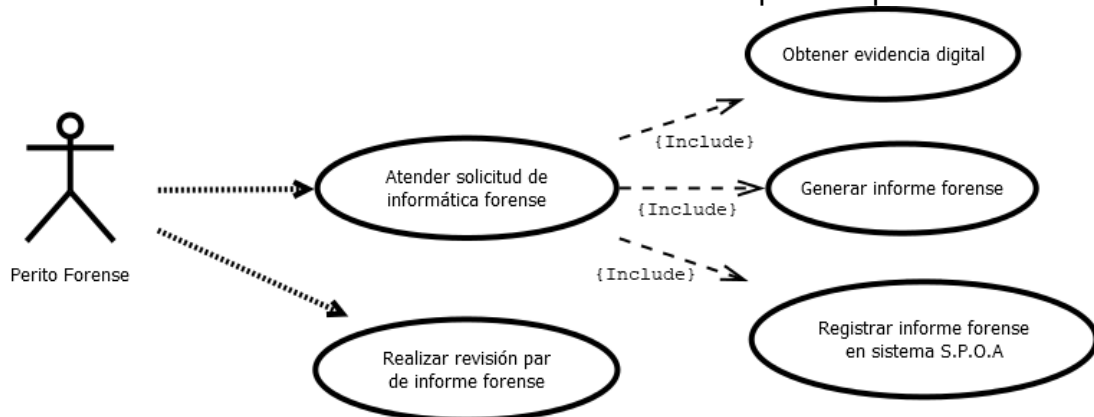 Obtener evidencia digital
{Include}
Atender solicitud de
informática forense
Generar informe forense
{Include}
Perito Forense
{Include}
Registrar informe forense
en sistema S.P.O.A
Realizar revisión par
de informe forense